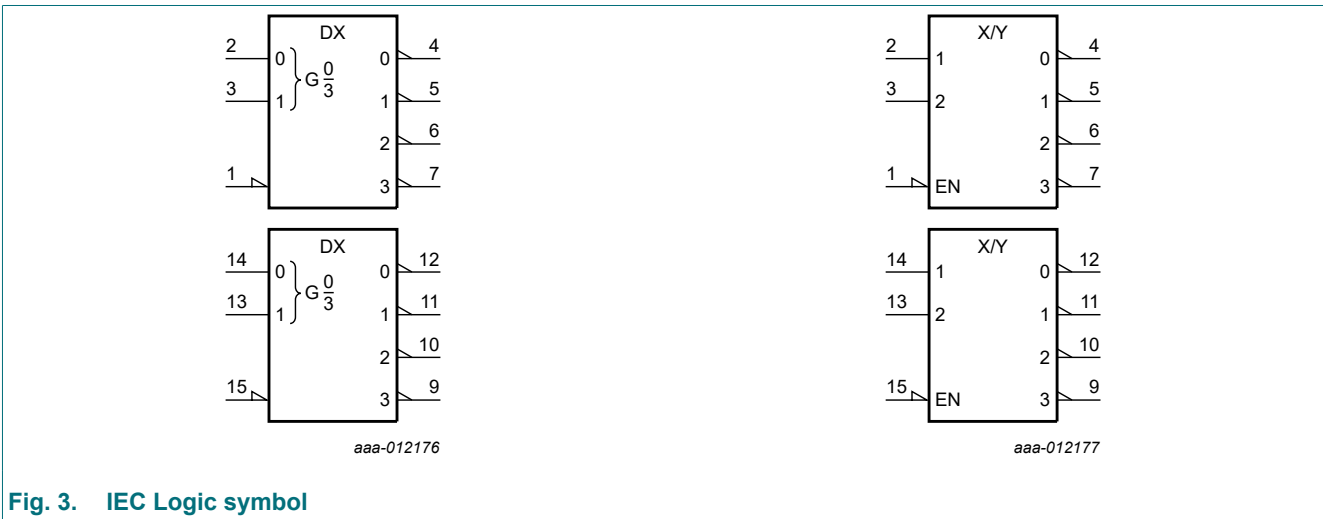 DX X/Y
2 0 0 4 2 1 0 4
G 0/3
3 1 1 5 3 2 1 5
2 6 2 6
1 3 7 1 EN 3 7
DX X/Y
14 0 0 12 14 1 0 12
G 0/3
13 1 1 11 13 2 1 11
2 10 2 10
15 3 9 15 EN 3 9
aaa-012176 aaa-012177
Fig. 3. IEC Logic symbol